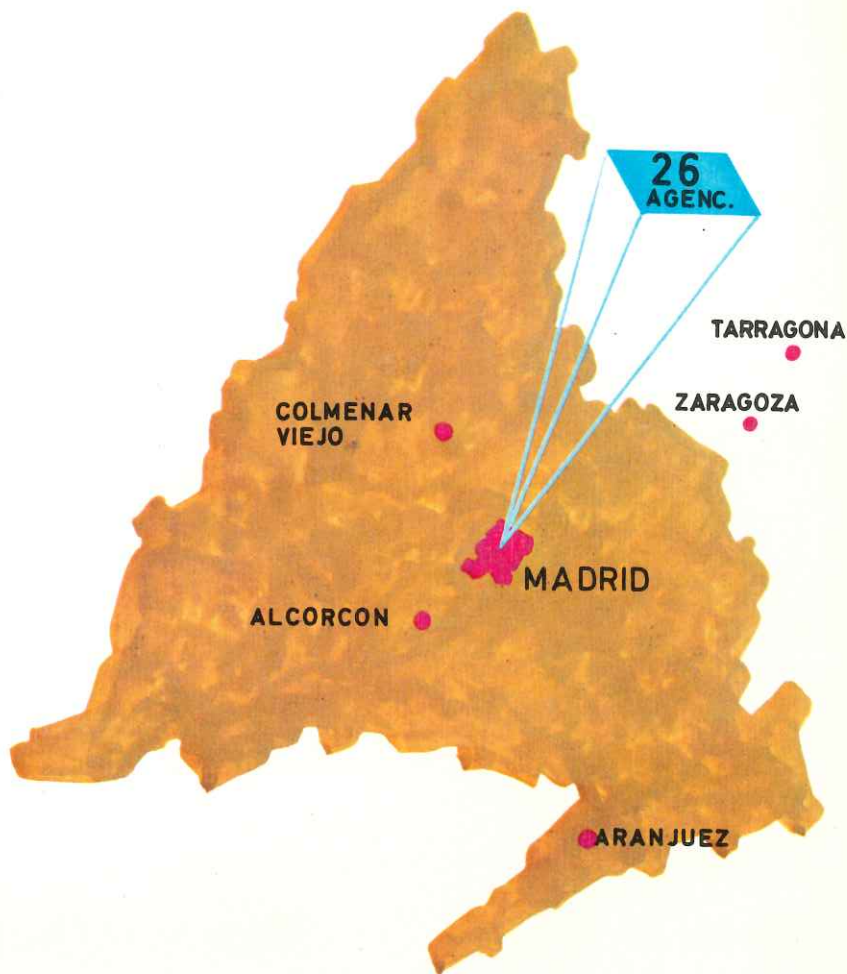 26
AGENC.
TARRAGONA
ZARAGOZA
COLMENAR
VIEJO
MADRID
ALCORCON
ARANJUEZ